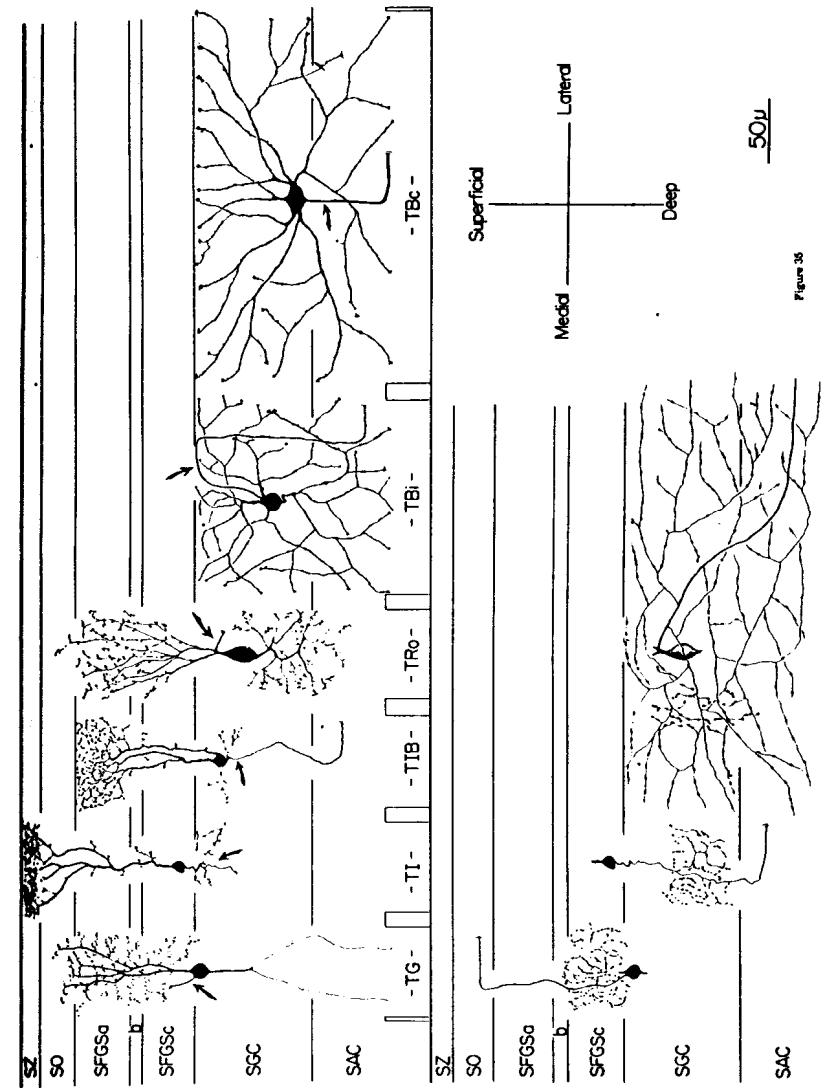 SZ
SO
SFGSa
b
SFGSc
SGC
SAC
- TG -
- TI -
- TIB -
- TRo -
- TBi -
- TBc -
SZ
SO
SFGSa
b
SFGSc
SGC
SAC
Superficial
Medial
Lateral
Deep
50µ
Figure 35